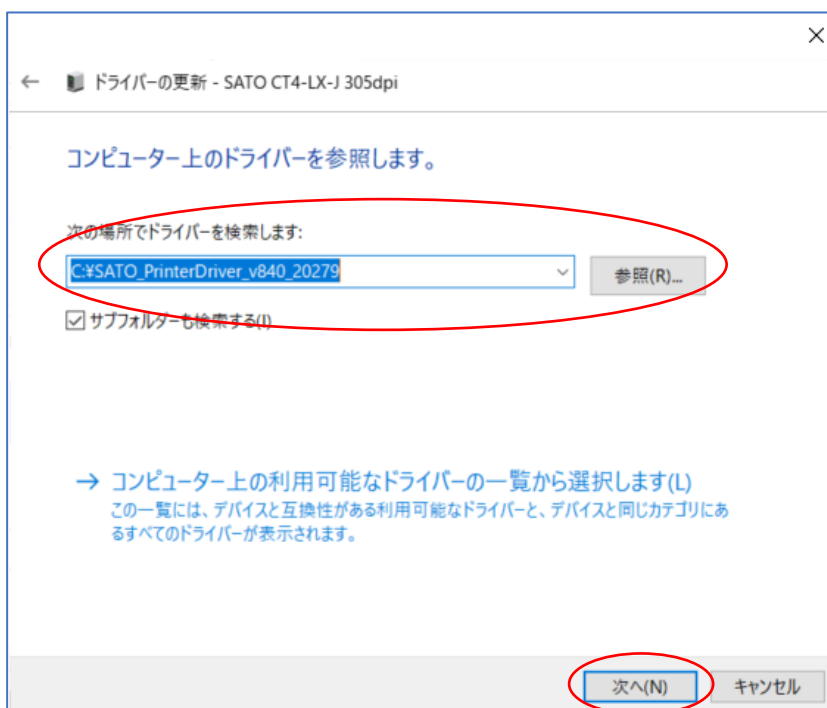 ドライバーの更新 - SATO CT4-LX-J 305dpi
コンピューター上のドライバーを参照します。
次の場所でドライバーを検索します:
C:¥SATO_PrinterDriver_v840_20279
参照(R)...
サブフォルダーも検索する(I)
コンピューター上の利用可能なドライバーの一覧から選択します(L)
この一覧には、デバイスと互換性がある利用可能なドライバーと、デバイスと同じカテゴリにあ
るすべてのドライバーが表示されます。
次へ(N)
キャンセル